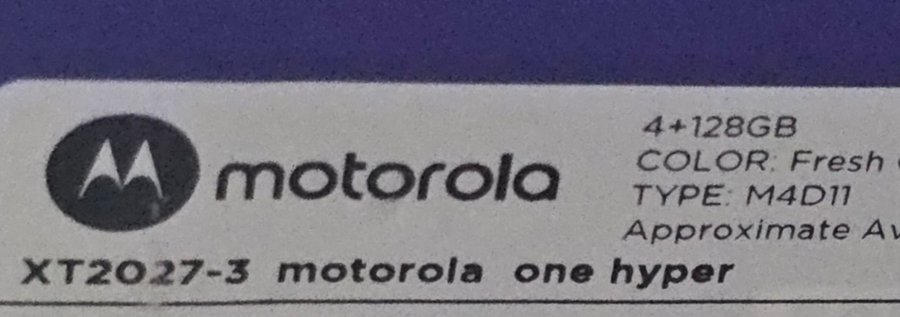 motorola
4+128GB
COLOR: Fresh
TYPE: M4D11
Approximate
XT2027-3 motorola one hyper